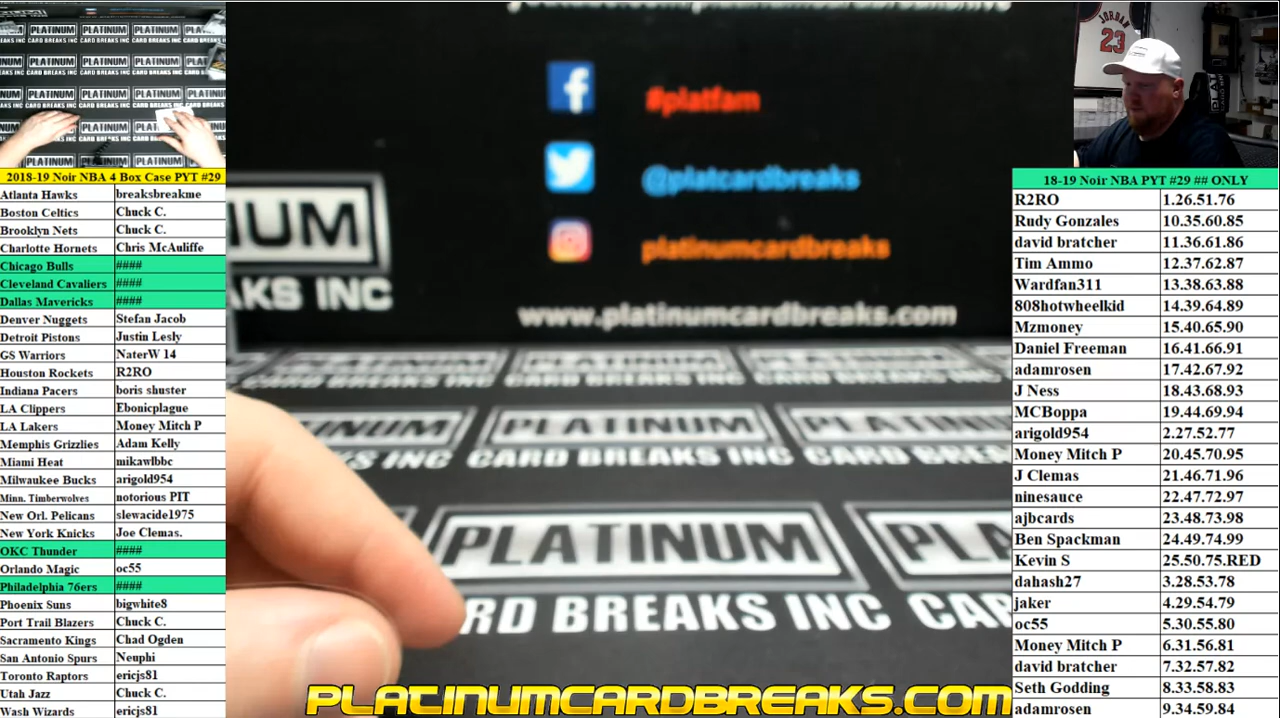 2018-19 Noir NBA 4 Box Case PYT #29
Atlanta Hawks breaksbreakme
Boston Celtics Chuck C.
Brooklyn Nets Chuck C.
Charlotte Hornets Chris McAuliffe
Chicago Bulls ####
Cleveland Cavaliers ####
Dallas Mavericks ####
Denver Nuggets Stefan Jacob
Detroit Pistons Justin Lesly
GS Warriors NaterW 14
Houston Rockets R2RO
Indiana Pacers boris shuster
LA Clippers Ebonicplague
LA Lakers Money Mitch P
Memphis Grizzlies Adam Kelly
Miami Heat mikawlbbc
Milwaukee Bucks arigold954
Minn. Timberwolves notorious PIT
New Orl. Pelicans slewacide1975
New York Knicks Joe Clemas.
OKC Thunder ####
Orlando Magic oc55
Philadelphia 76ers ####
Phoenix Suns bigwhite8
Port Trail Blazers Chuck C.
Sacramento Kings Chad Ogden
San Antonio Spurs Neuphi
Toronto Raptors ericjs81
Utah Jazz Chuck C.
Wash Wizards ericjs81
#platfam
@platcardbreaks
platinumcardbreaks
www.platinumcardbreaks.com
PLATINUM
CARD BREAKS INC
PLATINUMCARDBREAKS.COM
JORDAN
23
18-19 Noir NBA PYT #29 ## ONLY
R2RO 1.26.51.76
Rudy Gonzales 10.35.60.85
david bratcher 11.36.61.86
Tim Ammo 12.37.62.87
Wardfan311 13.38.63.88
808hotwheelkid 14.39.64.89
Mzmoney 15.40.65.90
Daniel Freeman 16.41.66.91
adamrosen 17.42.67.92
J Ness 18.43.68.93
MCBoppa 19.44.69.94
arigold954 2.27.52.77
Money Mitch P 20.45.70.95
J Clemas 21.46.71.96
ninesauce 22.47.72.97
ajbcards 23.48.73.98
Ben Spackman 24.49.74.99
Kevin S 25.50.75.RED
dahash27 3.28.53.78
jaker 4.29.54.79
oc55 5.30.55.80
Money Mitch P 6.31.56.81
david bratcher 7.32.57.82
Seth Godding 8.33.58.83
adamrosen 9.34.59.84